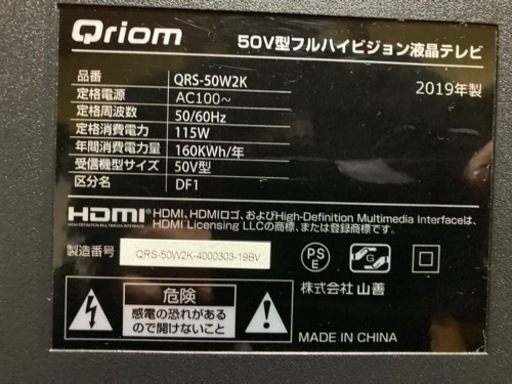 Qriom
50V型フルハイビジョン液晶テレビ
品番 QRS-50W2K
2019年製
定格電源 AC100～
定格周波数 50/60Hz
定格消費電力 115W
年間消費電力量 160KWh/年
受信機型サイズ 50V型
区分名 DF1
HDMI
HIGH-DEFINITION MULTIMEDIA INTERFACE
HDMI、HDMIロゴ、およびHigh-Definition Multimedia Interfaceは、
HDMI Licensing LLCの商標、または登録商標です。
製造番号 QRS-50W2K-4000303-19BV
PSE
G
株式会社 山善
危険
感電の恐れがある
ので開けないこと
MADE IN CHINA